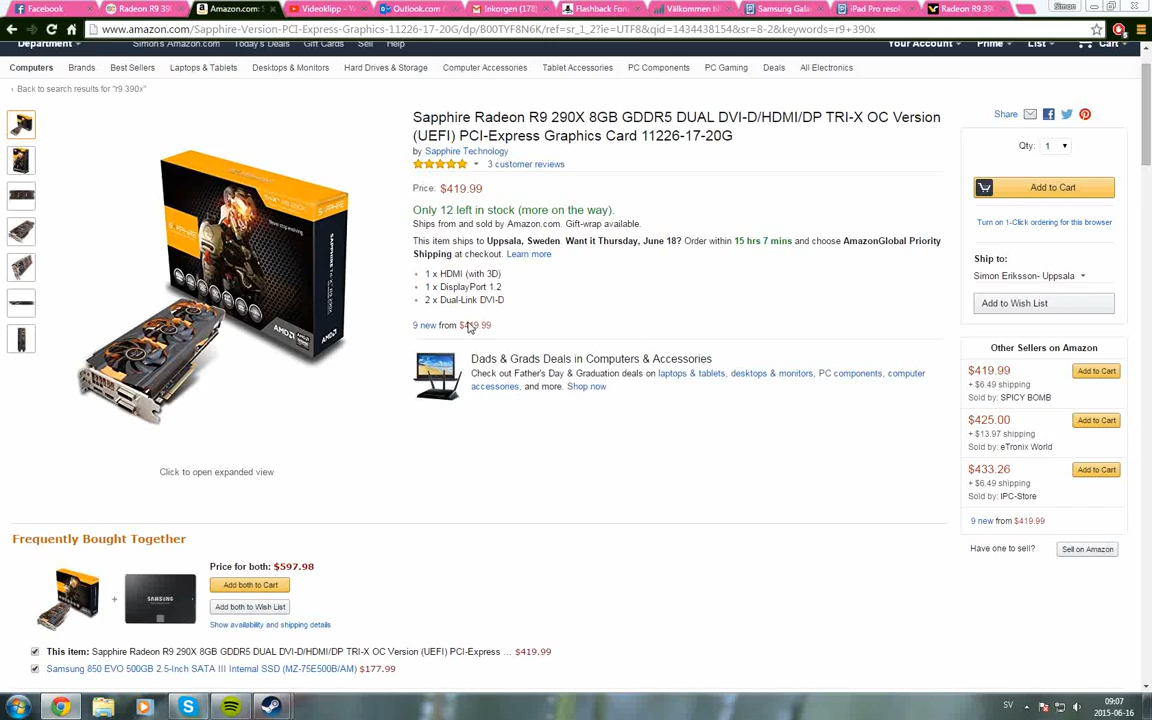 Facebook
Radeon R9 39
Amazon.com: S
Videoklipp - Y
Outlook.com
Inkorgen (178)
Flashback Foru
Välkommen till
Samsung Gala
iPad Pro resol
Radeon R9 39
Simon
www.amazon.com/Sapphire-Version-PCI-Express-Graphics-11226-17-20G/dp/B00TYF8N6K/ref=sr_1_2?ie=UTF8&qid=1434438154&sr=8-2&keywords=r9+390x
Department
Simon's Amazon.com
Today's Deals
Gift Cards
Sell
Help
Your Account
Prime
List
Cart
Computers
Brands
Best Sellers
Laptops & Tablets
Desktops & Monitors
Hard Drives & Storage
Computer Accessories
Tablet Accessories
PC Components
PC Gaming
Deals
All Electronics
‹ Back to search results for "r9 390x"
Sapphire Radeon R9 290X 8GB GDDR5 DUAL DVI-D/HDMI/DP TRI-X OC Version
(UEFI) PCI-Express Graphics Card 11226-17-20G
by Sapphire Technology
3 customer reviews
Price: $419.99
Only 12 left in stock (more on the way).
Ships from and sold by Amazon.com. Gift-wrap available.
This item ships to Uppsala, Sweden. Want it Thursday, June 18? Order within 15 hrs 7 mins and choose AmazonGlobal Priority
Shipping at checkout. Learn more
1 x HDMI (with 3D)
1 x DisplayPort 1.2
2 x Dual-Link DVI-D
9 new from $419.99
Dads & Grads Deals in Computers & Accessories
Check out Father's Day & Graduation deals on laptops & tablets, desktops & monitors, PC components, computer
accessories, and more. Shop now
SAPPHIRE
AMD
Click to open expanded view
Share
Qty: 1
Add to Cart
Turn on 1-Click ordering for this browser
Ship to:
Simon Eriksson- Uppsala
Add to Wish List
Other Sellers on Amazon
$419.99
Add to Cart
+ $6.49 shipping
Sold by: SPICY BOMB
$425.00
Add to Cart
+ $13.97 shipping
Sold by: eTronix World
$433.26
Add to Cart
+ $6.49 shipping
Sold by: IPC-Store
9 new from $419.99
Have one to sell?
Sell on Amazon
Frequently Bought Together
SAMSUNG
Price for both: $597.98
Add both to Cart
Add both to Wish List
Show availability and shipping details
This item: Sapphire Radeon R9 290X 8GB GDDR5 DUAL DVI-D/HDMI/DP TRI-X OC Version (UEFI) PCI-Express ... $419.99
Samsung 850 EVO 500GB 2.5-Inch SATA III Internal SSD (MZ-75E500B/AM) $177.99
SV
09:07
2015-06-16